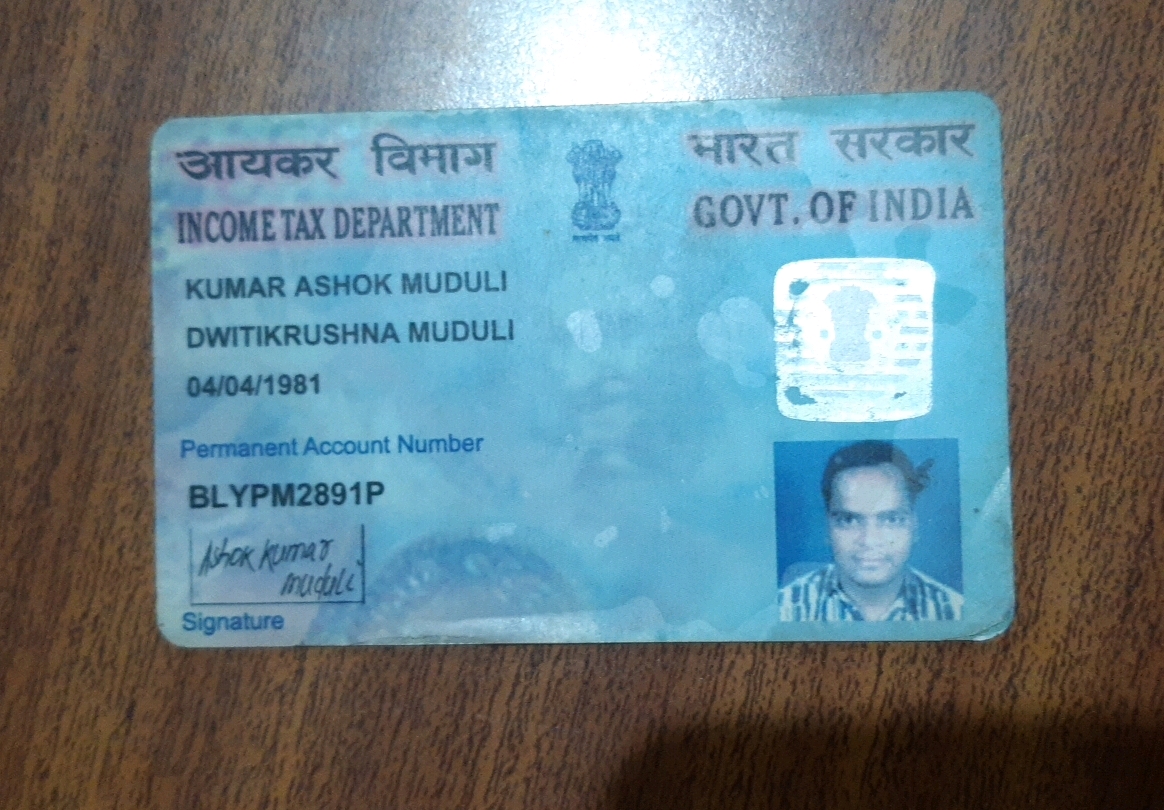 आयकर विभाग
भारत सरकार
INCOME TAX DEPARTMENT
GOVT. OF INDIA
KUMAR ASHOK MUDULI
DWITIKRUSHNA MUDULI
04/04/1981
Permanent Account Number
BLYPM2891P
Ashok kumar
muduli
Signature